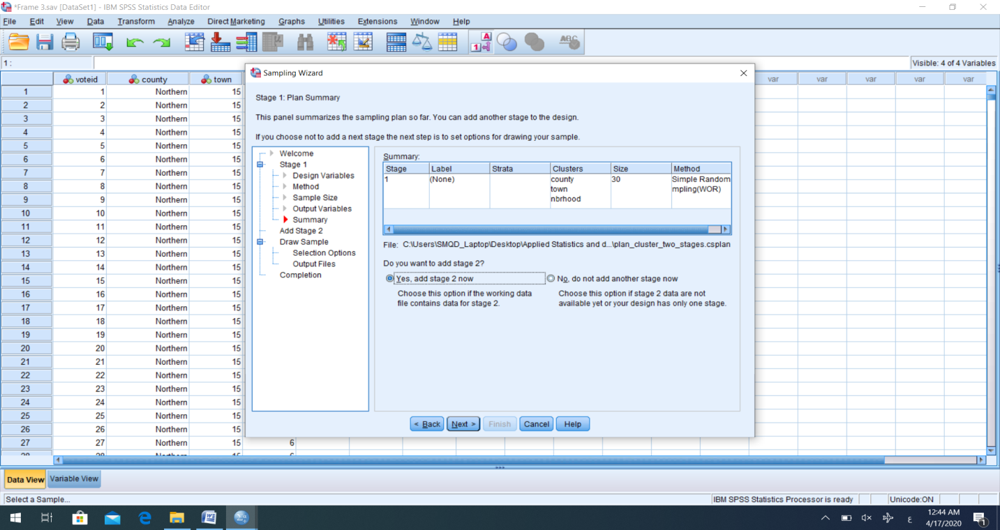 *Frame 3.sav [DataSet1] - IBM SPSS Statistics Data Editor
File Edit View Data Transform Analyze Direct Marketing Graphs Utilities Extensions Window Help
1 :
Visible: 4 of 4 Variables
voteid county town var var var var var
1 1 Northern 15
2 2 Northern 15
3 3 Northern 15
4 4 Northern 15
5 5 Northern 15
6 6 Northern 15
7 7 Northern 15
8 8 Northern 15
9 9 Northern 15
10 10 Northern 15
11 11 Northern 15
12 12 Northern 15
13 13 Northern 15
14 14 Northern 15
15 15 Northern 15
16 16 Northern 15
17 17 Northern 15
18 18 Northern 15
19 19 Northern 15
20 20 Northern 15
21 21 Northern 15
22 22 Northern 15
23 23 Northern 15
24 24 Northern 15
25 25 Northern 15
26 26 Northern 15
27 27 Northern 15 6
Sampling Wizard
Stage 1: Plan Summary
This panel summarizes the sampling plan so far. You can add another stage to the design.
If you choose not to add a next stage the next step is to set options for drawing your sample.
Welcome
Stage 1
Design Variables
Method
Sample Size
Output Variables
Summary
Add Stage 2
Draw Sample
Selection Options
Output Files
Completion
Summary:
Stage Label Strata Clusters Size Method
1 (None) county 30 Simple Random
town mpling(WOR)
nbrhood
File: C:\Users\SMQD_Laptop\Desktop\Applied Statistics and d...\plan_cluster_two_stages.csplan
Do you want to add stage 2?
Yes, add stage 2 now
Choose this option if the working data
file contains data for stage 2.
No, do not add another stage now
Choose this option if stage 2 data are not
available yet or your design has only one stage.
< Back Next > Finish Cancel Help
Data View Variable View
Select a Sample...
IBM SPSS Statistics Processor is ready
Unicode:ON
ع
12:44 AM
4/17/2020
1